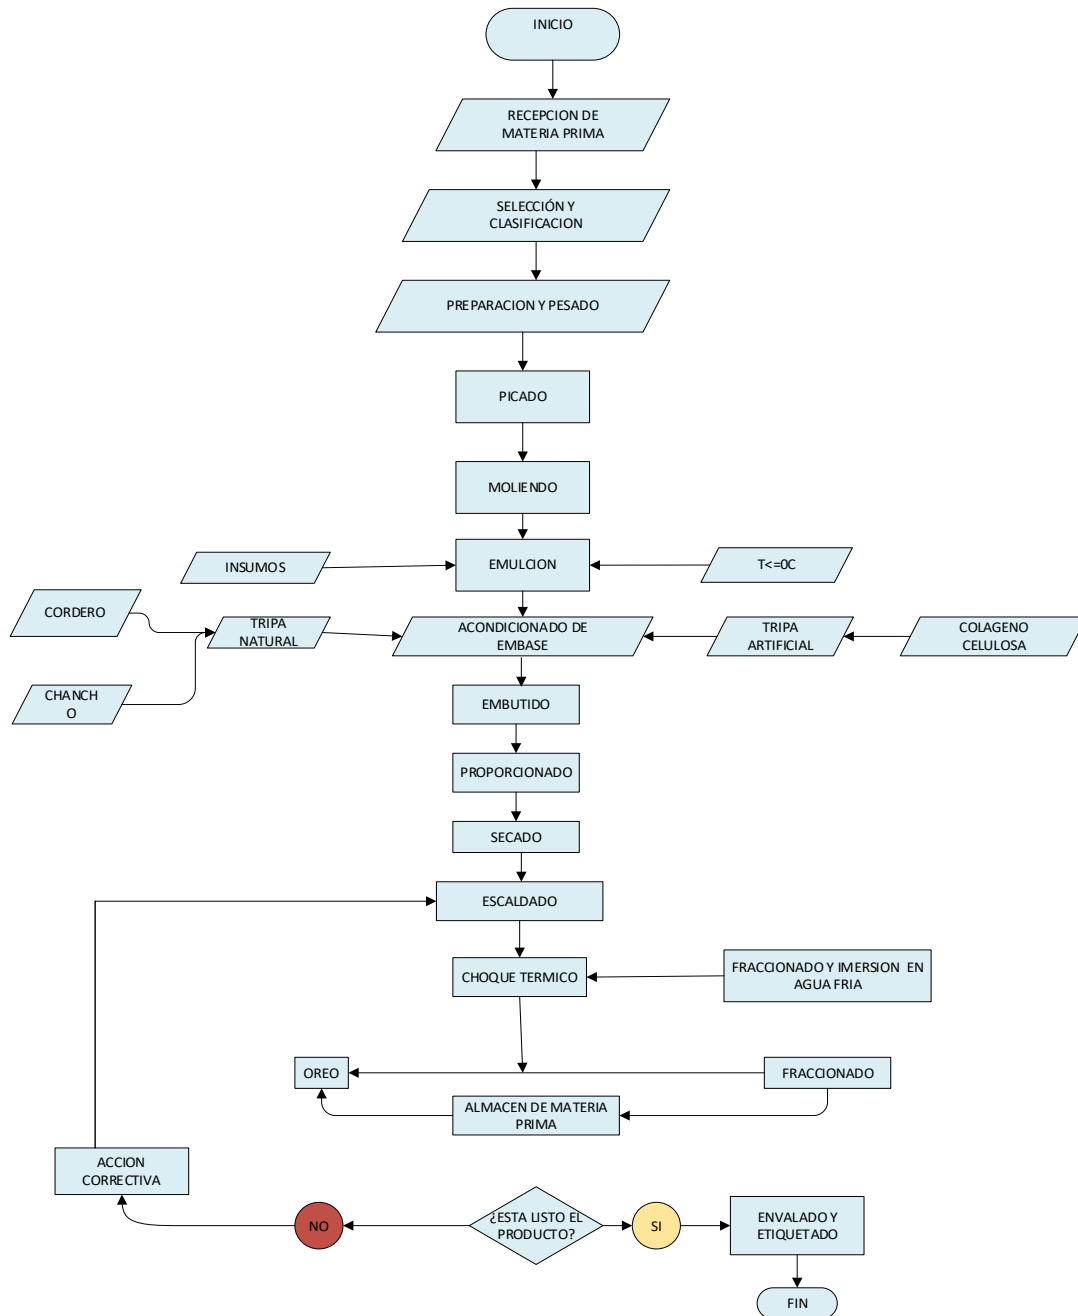 INICIO
RECEPCION DE
MATERIA PRIMA
SELECCIÓN Y
CLASIFICACION
PREPARACION Y PESADO
PICADO
MOLIENDO
INSUMOS
EMULCION
T<=0C
CORDERO
TRIPA
NATURAL
ACONDICIONADO DE
EMBASE
TRIPA
ARTIFICIAL
COLAGENO
CELULOSA
CHANCH
O
EMBUTIDO
PROPORCIONADO
SECADO
ESCALDADO
CHOQUE TERMICO
FRACCIONADO Y IMERSION EN
AGUA FRIA
OREO
FRACCIONADO
ALMACEN DE MATERIA
PRIMA
ACCION
CORRECTIVA
NO
¿ESTA LISTO EL
PRODUCTO?
SI
ENVALADO Y
ETIQUETADO
FIN